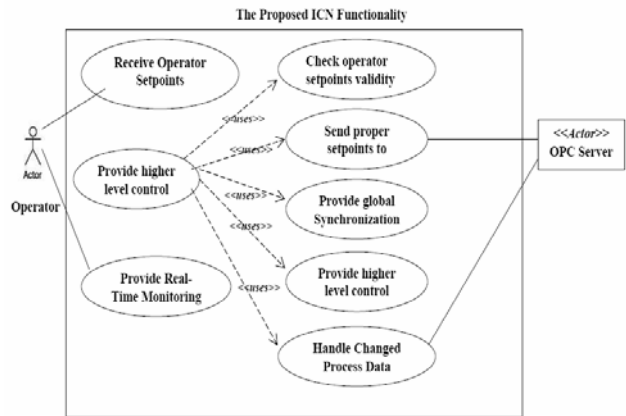 The Proposed ICN Functionality
Receive Operator
Setpoints
Check operator
setpoints validity
<<uses>>
Send proper
setpoints to
<<Actor>>
OPC Server
<<uses>>
Actor
Operator
Provide higher
level control
<<uses>>
Provide global
Synchronization
<<uses>>
Provide Real-
Time Monitoring
Provide higher
level control
<<uses>>
Handle Changed
Process Data